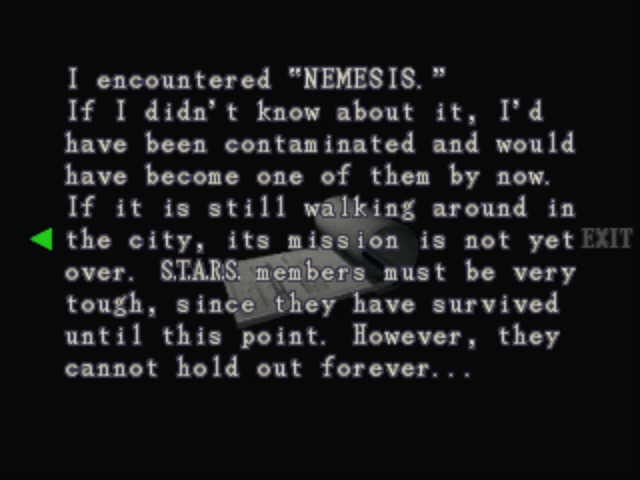 I encountered “NEMESIS.”
If I didn’t know about it, I’d
have been contaminated and would
have become one of them by now.
If it is still walking around in
the city, its mission is not yet
EXIT
over. S.T.A.R.S. members must be very
tough, since they have survived
until this point. However, they
cannot hold out forever...